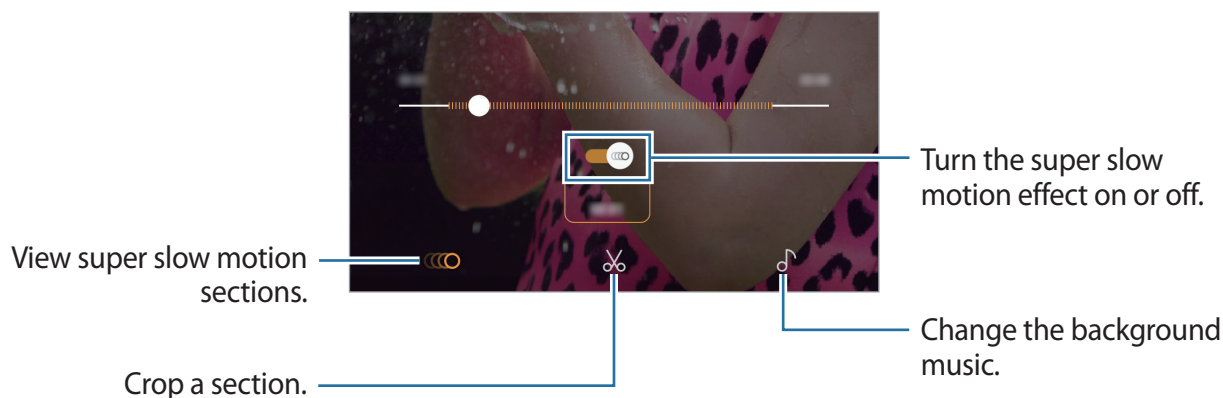 Turn the super slow
motion effect on or off.
View super slow motion
sections.
Change the background
music.
Crop a section.